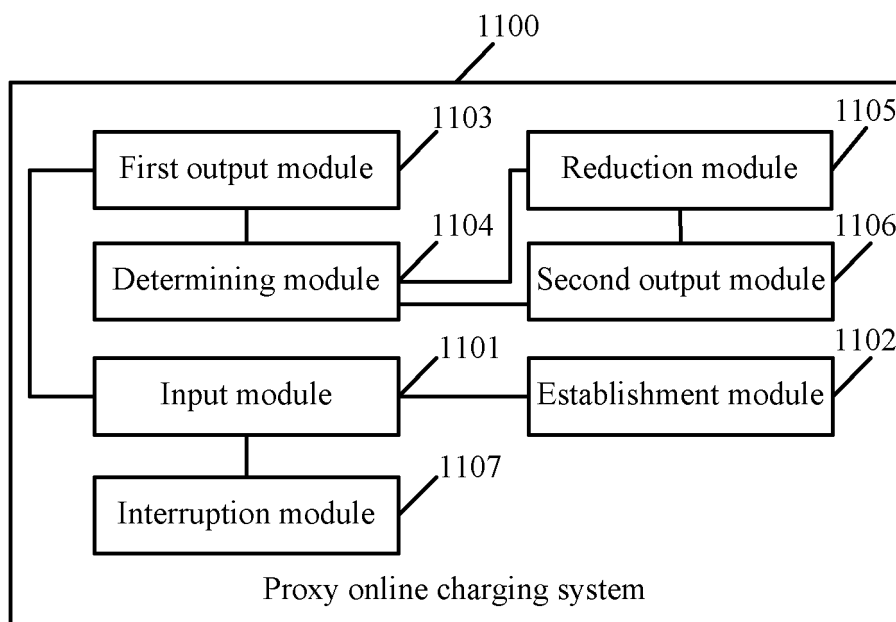 1100
1103
First output module
1105
Reduction module
1104
Determining module
1106
Second output module
1101
Input module
1102
Establishment module
1107
Interruption module
Proxy online charging system